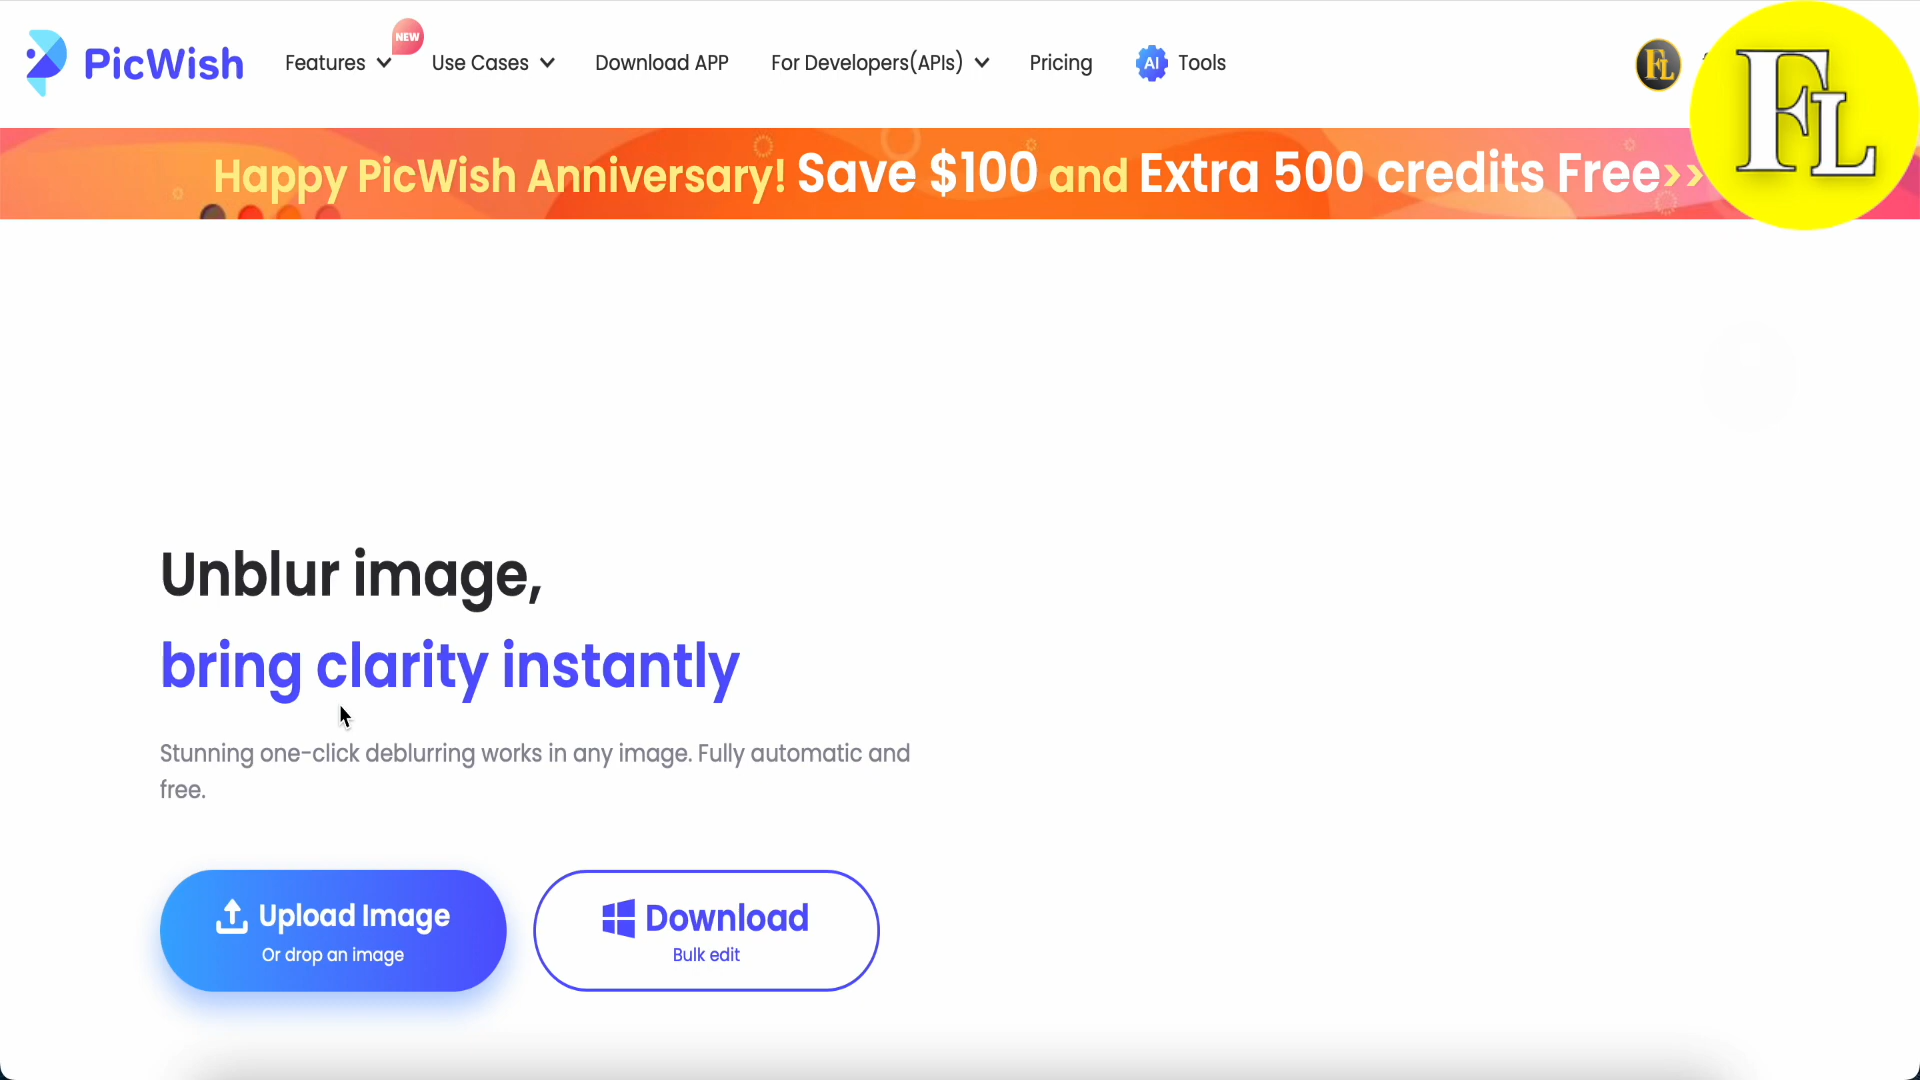 PicWish
Features NEW Use Cases Download APP For Developers(APIs) Pricing AI Tools FL
FL
Happy PicWish Anniversary! Save $100 and Extra 500 credits Free>>
Unblur image,
bring clarity instantly
Stunning one-click deblurring works in any image. Fully automatic and
free.
Upload Image
Or drop an image
Download
Bulk edit